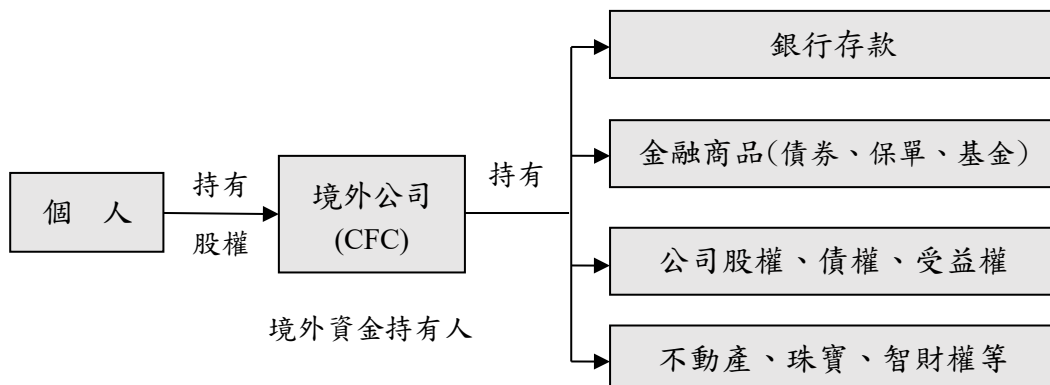 個　人
持有
股權
境外公司
(CFC)
境外資金持有人
持有
銀行存款
金融商品(債券、保單、基金)
公司股權、債權、受益權
不動產、珠寶、智財權等